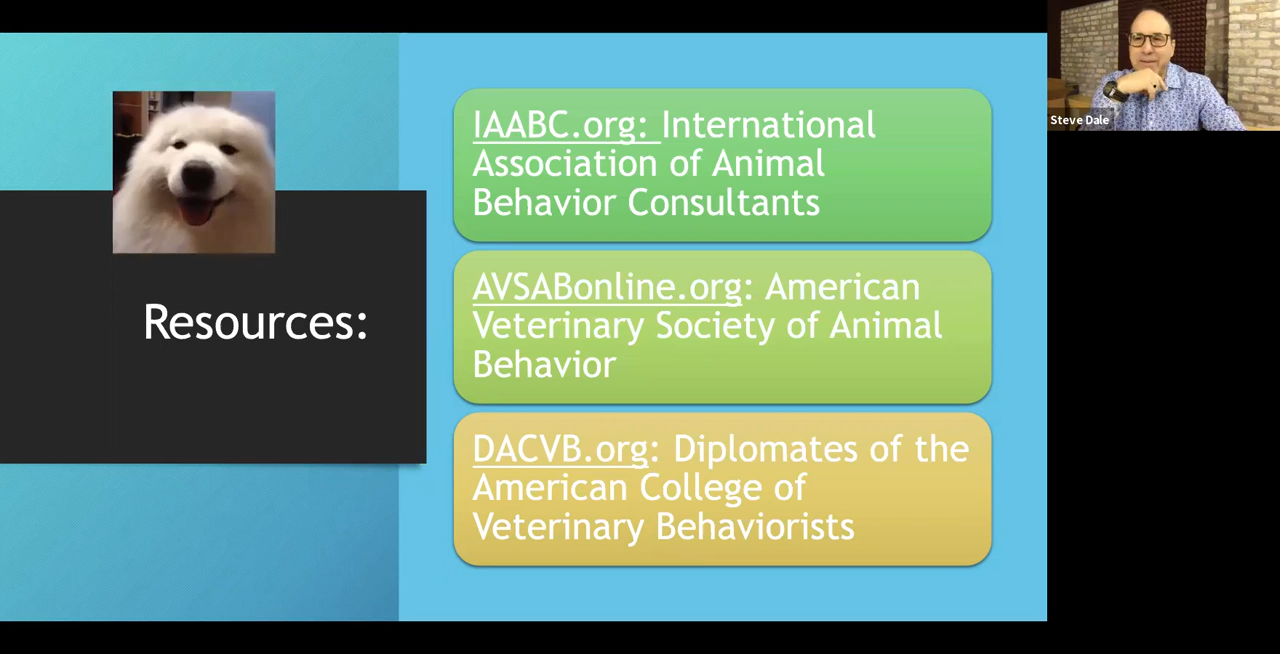 Resources:
IAABC.org: International
Association of Animal
Behavior Consultants
AVSABonline.org: American
Veterinary Society of Animal
Behavior
DACVB.org: Diplomates of the
American College of
Veterinary Behaviorists
Steve Dale